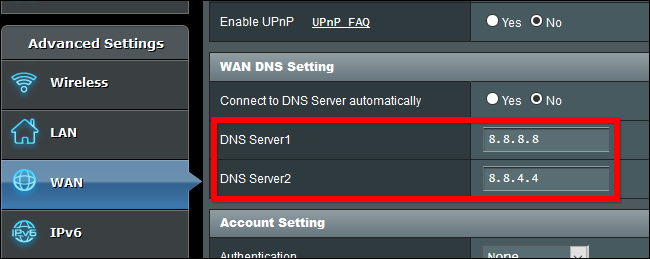 Enable UPnP UPnP FAQ Yes No
Advanced Settings
WAN DNS Setting
Wireless
Connect to DNS Server automatically Yes No
LAN
DNS Server1 8.8.8.8
WAN
DNS Server2 8.8.4.4
IPv6
IPv6
Account Setting
Authentication None